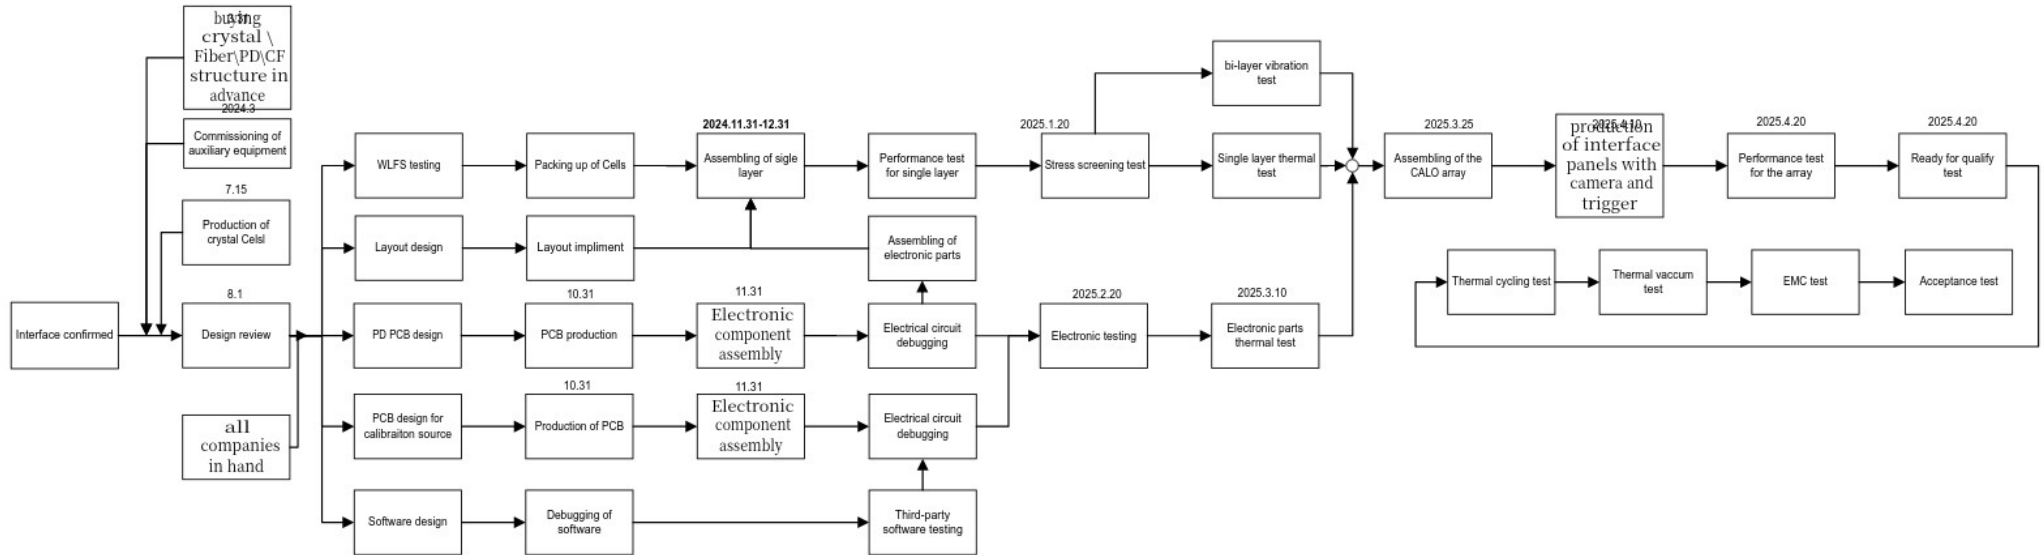 3.31
buying
crystal \
Fiber\PD\CF
structure in
advance
2024.3
Commissioning of
auxiliary equipment
7.15
Production of
crystal Celsl
Interface confirmed
8.1
Design review
all
companies
in hand
WLFS testing
Packing up of Cells
2024.11.31-12.31
Assembling of sigle
layer
Performance test
for single layer
2025.1.20
Stress screening test
bi-layer vibration
test
Single layer thermal
test
2025.3.25
Assembling of the
CALO array
2025.4.10
production
of interface
panels with
camera and
trigger
2025.4.20
Performance test
for the array
2025.4.20
Ready for qualify
test
Layout design
Layout impliment
Assembling of
electronic parts
Thermal cycling test
Thermal vaccum
test
EMC test
Acceptance test
PD PCB design
10.31
PCB production
11.31
Electronic
component
assembly
Electrical circuit
debugging
2025.2.20
Electronic testing
2025.3.10
Electronic parts
thermal test
PCB design for
calibraiton source
10.31
Production of PCB
11.31
Electronic
component
assembly
Electrical circuit
debugging
Software design
Debugging of
software
Third-party
software testing